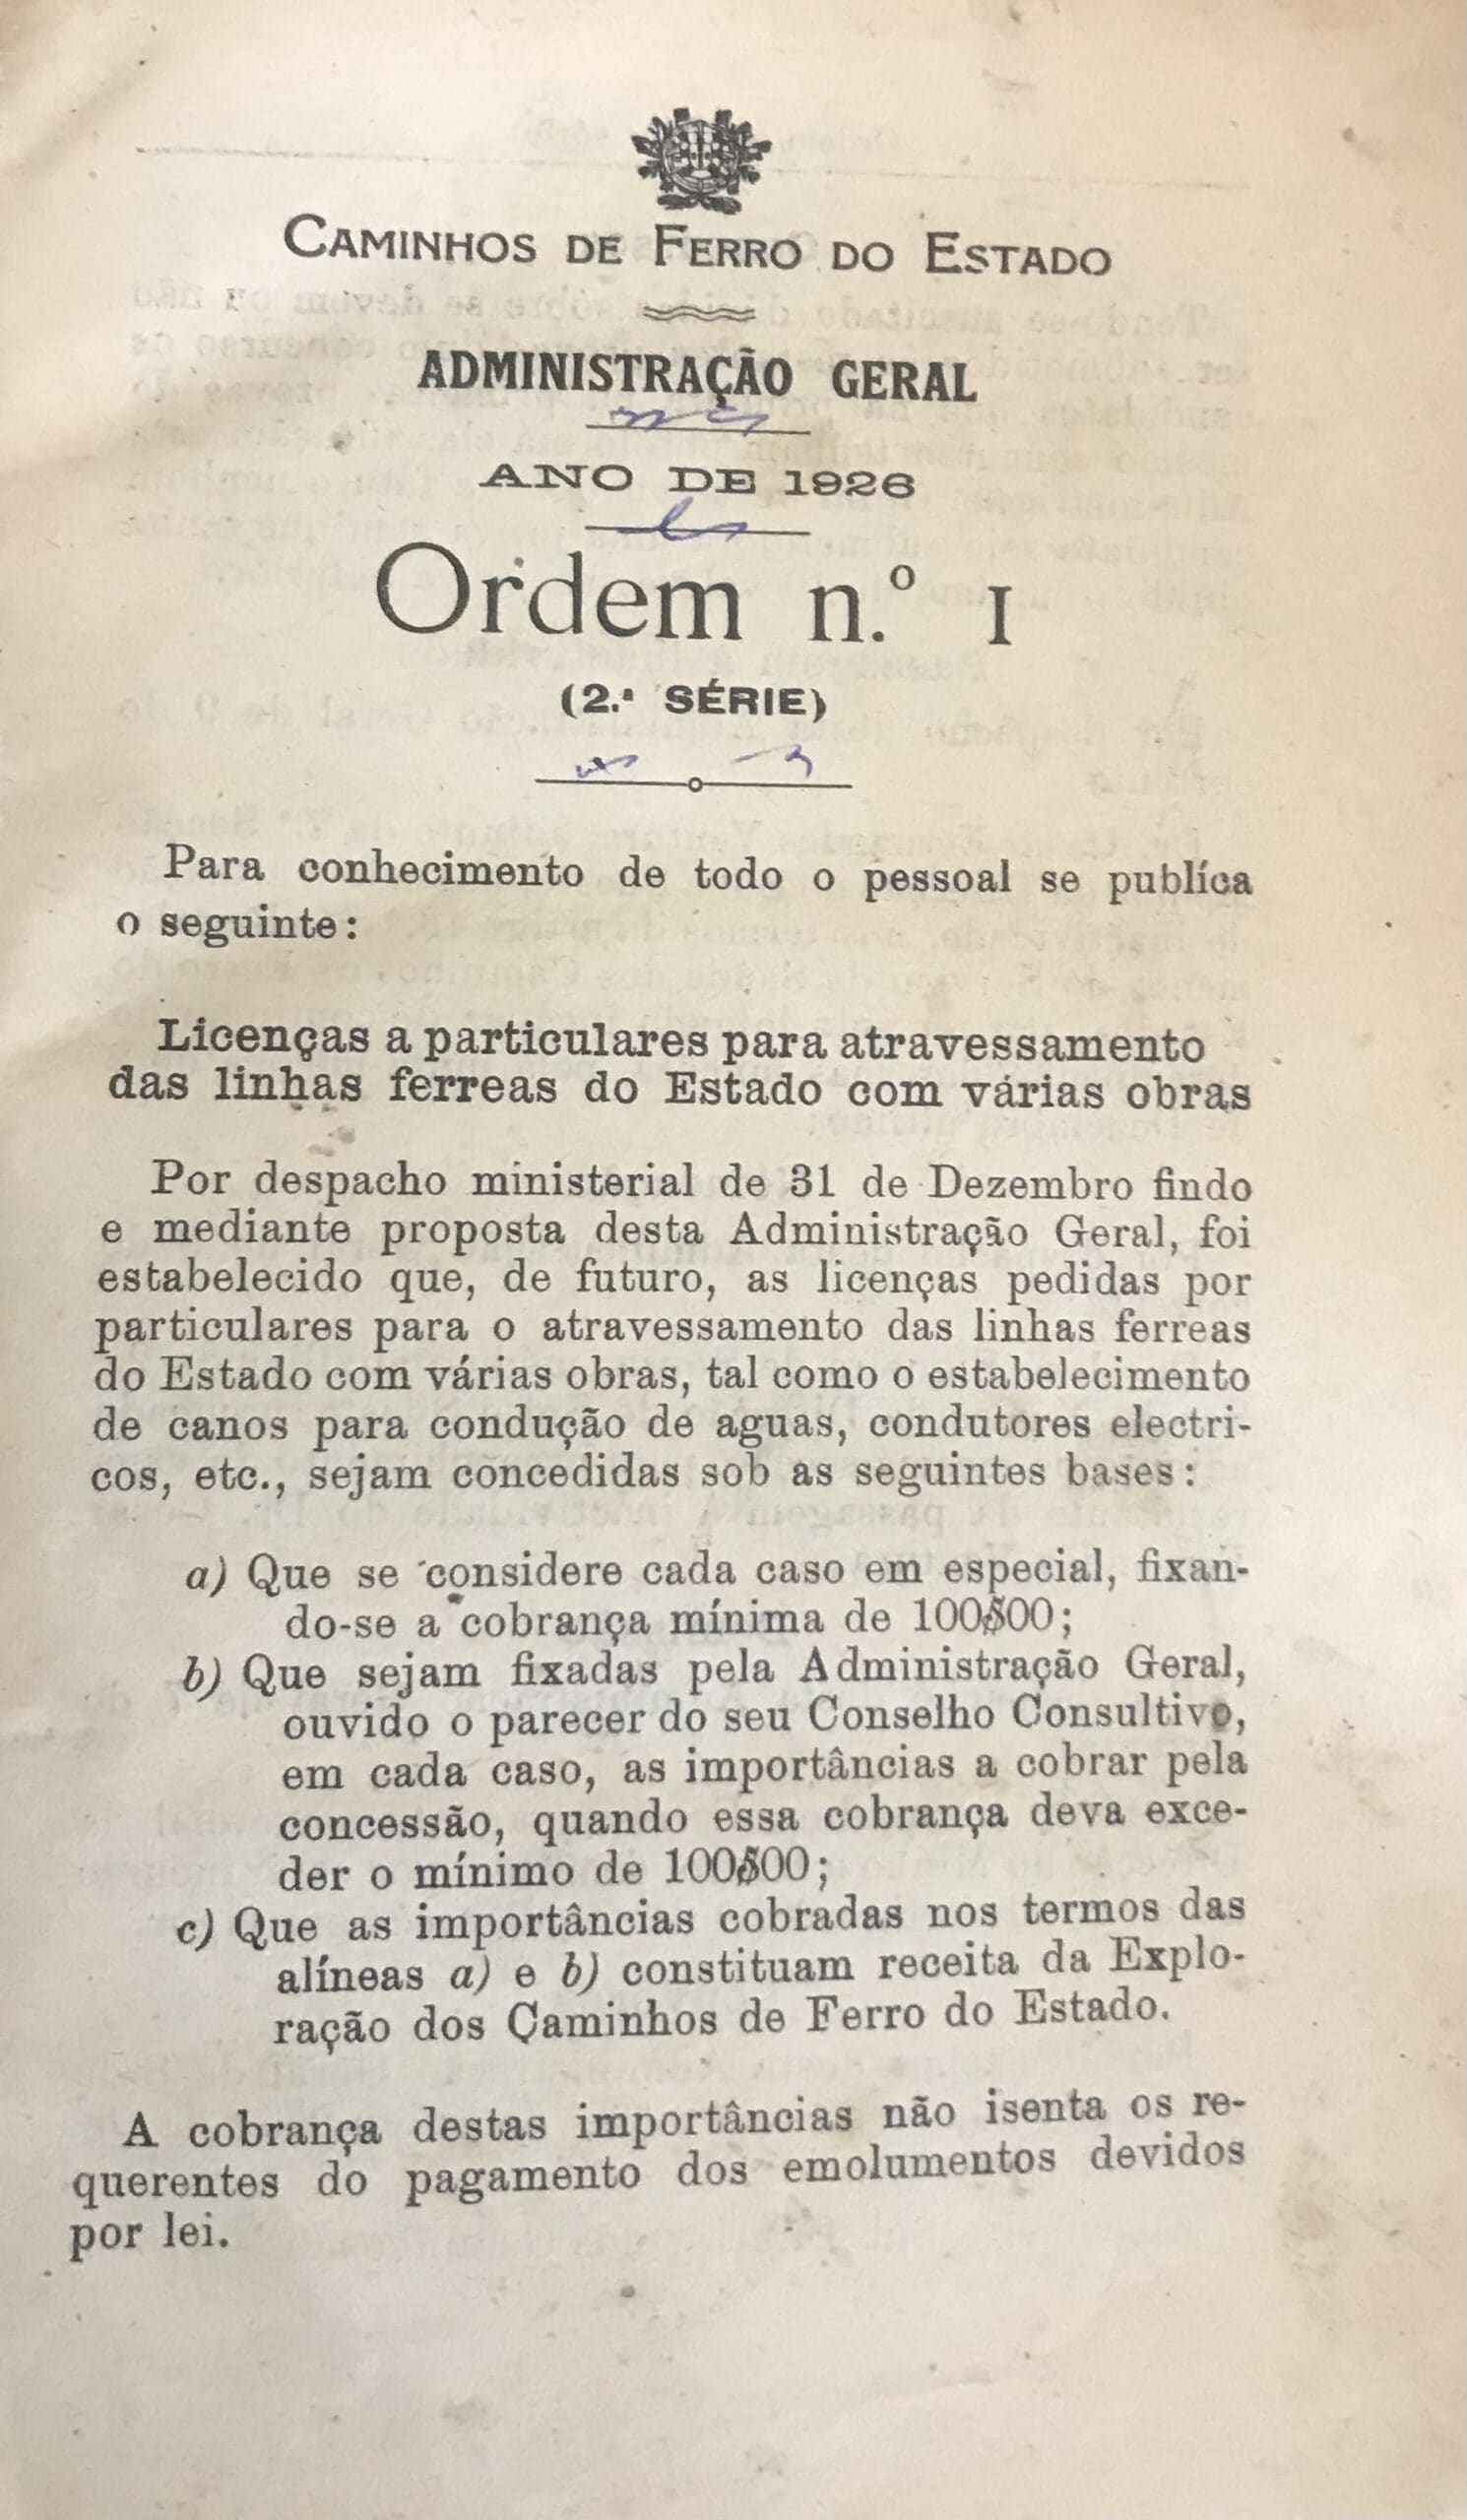 CAMINHOS DE FERRO DO ESTADO
ADMINISTRAÇÃO GERAL
ANO DE 1926
Ordem n.º 1
(2.ª SÉRIE)
Para conhecimento de todo o pessoal se publíca
o seguinte:
Licenças a particulares para atravessamento
das linhas ferreas do Estado com várias obras
Por despacho ministerial de 31 de Dezembro findo
e mediante proposta desta Administração Geral, foi
estabelecido que, de futuro, as licenças pedidas por
particulares para o atravessamento das linhas ferreas
do Estado com várias obras, tal como o estabelecimento
de canos para condução de aguas, condutores electri-
cos, etc., sejam concedidas sob as seguintes bases:
a) Que se considere cada caso em especial, fixan-
do-se a cobrança mínima de 100$00;
b) Que sejam fixadas pela Administração Geral,
ouvido o parecer do seu Conselho Consultivo,
em cada caso, as importâncias a cobrar pela
concessão, quando essa cobrança deva exce-
der o mínimo de 100$00;
c) Que as importâncias cobradas nos termos das
alíneas a) e b) constituam receita da Explo-
ração dos Caminhos de Ferro do Estado.
A cobrança destas importâncias não isenta os re-
querentes do pagamento dos emolumentos devidos
por lei.